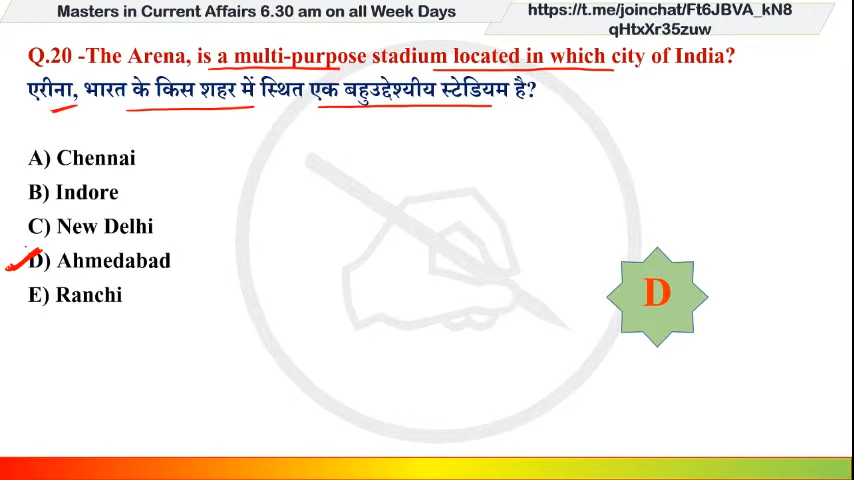 Masters in Current Affairs 6.30 am on all Week Days
https://t.me/joinchat/Ft6JBVA_kN8
qHtxXr35zuw
Q.20 -The Arena, is a multi-purpose stadium located in which city of India?
एरीना, भारत के किस शहर में स्थित एक बहुउद्देश्यीय स्टेडियम है?
A) Chennai
B) Indore
C) New Delhi
D) Ahmedabad
E) Ranchi
D